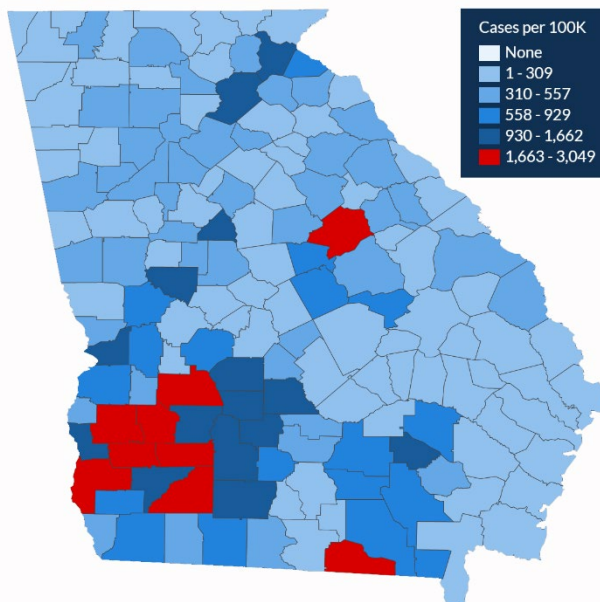 Cases per 100K
None
1 - 309
310 - 557
558 - 929
930 - 1,662
1,663 - 3,049